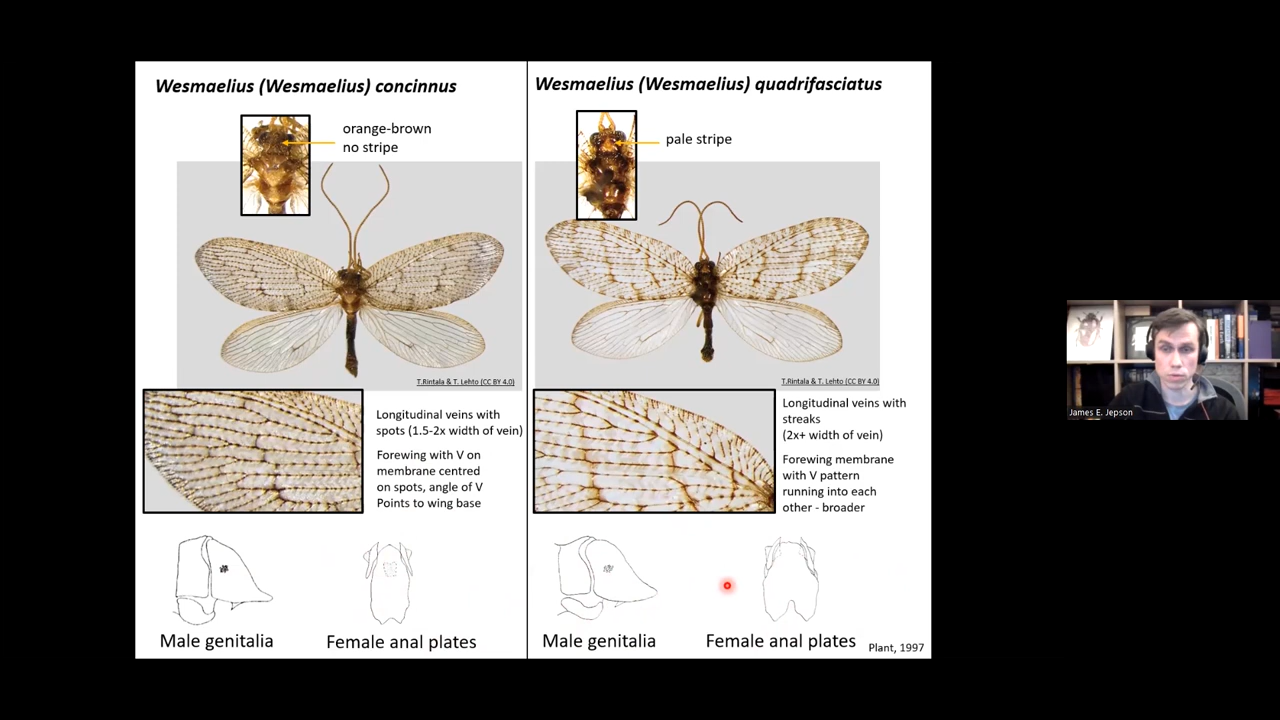 Wesmaelius (Wesmaelius) concinnus
orange-brown
no stripe
T.Rintala & T. Lehto (CC BY 4.0)
Longitudinal veins with
spots (1.5-2x width of vein)
Forewing with V on
membrane centred
on spots, angle of V
Points to wing base
Male genitalia
Female anal plates
Wesmaelius (Wesmaelius) quadrifasciatus
pale stripe
T.Rintala & T. Lehto (CC BY 4.0)
Longitudinal veins with
streaks
(2x+ width of vein)
Forewing membrane
with V pattern
running into each
other - broader
Male genitalia
Female anal plates
Plant, 1997
James E. Jepson